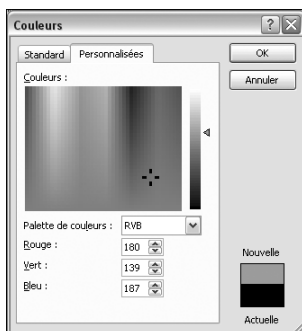 Couleurs
Standard
Personnalisées
OK
Annuler
Couleurs :
Palette de couleurs : RVB
Rouge : 180
Vert : 139
Bleu : 187
Nouvelle
Actuelle